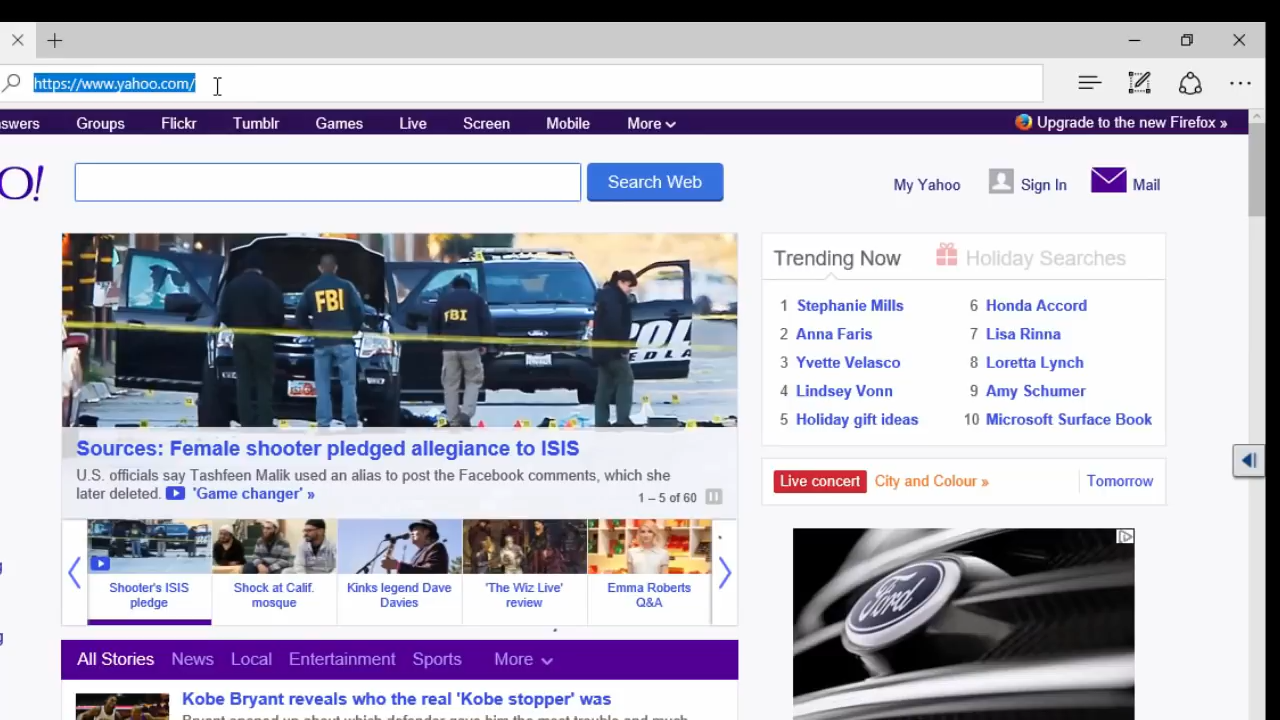 https://www.yahoo.com/
swers Groups Flickr Tumblr Games Live Screen Mobile More Upgrade to the new Firefox »
O! Search Web My Yahoo Sign In Mail
FBI
FBI
Trending Now Holiday Searches
1 Stephanie Mills
2 Anna Faris
3 Yvette Velasco
4 Lindsey Vonn
5 Holiday gift ideas
6 Honda Accord
7 Lisa Rinna
8 Loretta Lynch
9 Amy Schumer
10 Microsoft Surface Book
Sources: Female shooter pledged allegiance to ISIS
U.S. officials say Tashfeen Malik used an alias to post the Facebook comments, which she
later deleted. 'Game changer' »
1 – 5 of 60
Live concert City and Colour » Tomorrow
Shooter's ISIS
pledge
Shock at Calif.
mosque
Kinks legend Dave
Davies
'The Wiz Live'
review
Emma Roberts
Q&A
Ford
All Stories News Local Entertainment Sports More
Kobe Bryant reveals who the real 'Kobe stopper' was